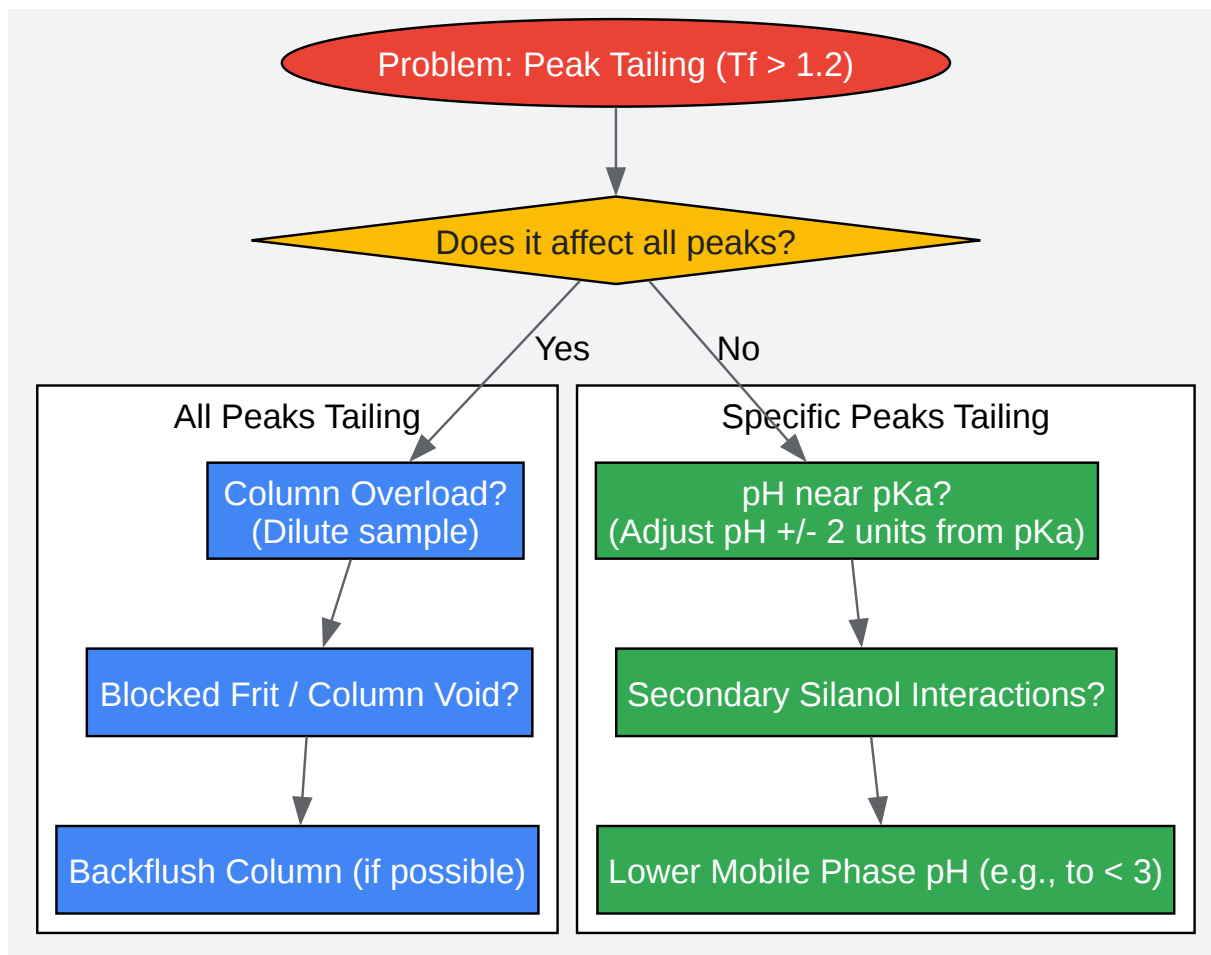 Problem: Peak Tailing (Tf > 1.2)
Does it affect all peaks?
Yes
No
All Peaks Tailing
Column Overload?
(Dilute sample)
Blocked Frit / Column Void?
Backflush Column (if possible)
Specific Peaks Tailing
pH near pKa?
(Adjust pH +/- 2 units from pKa)
Secondary Silanol Interactions?
Lower Mobile Phase pH (e.g., to < 3)